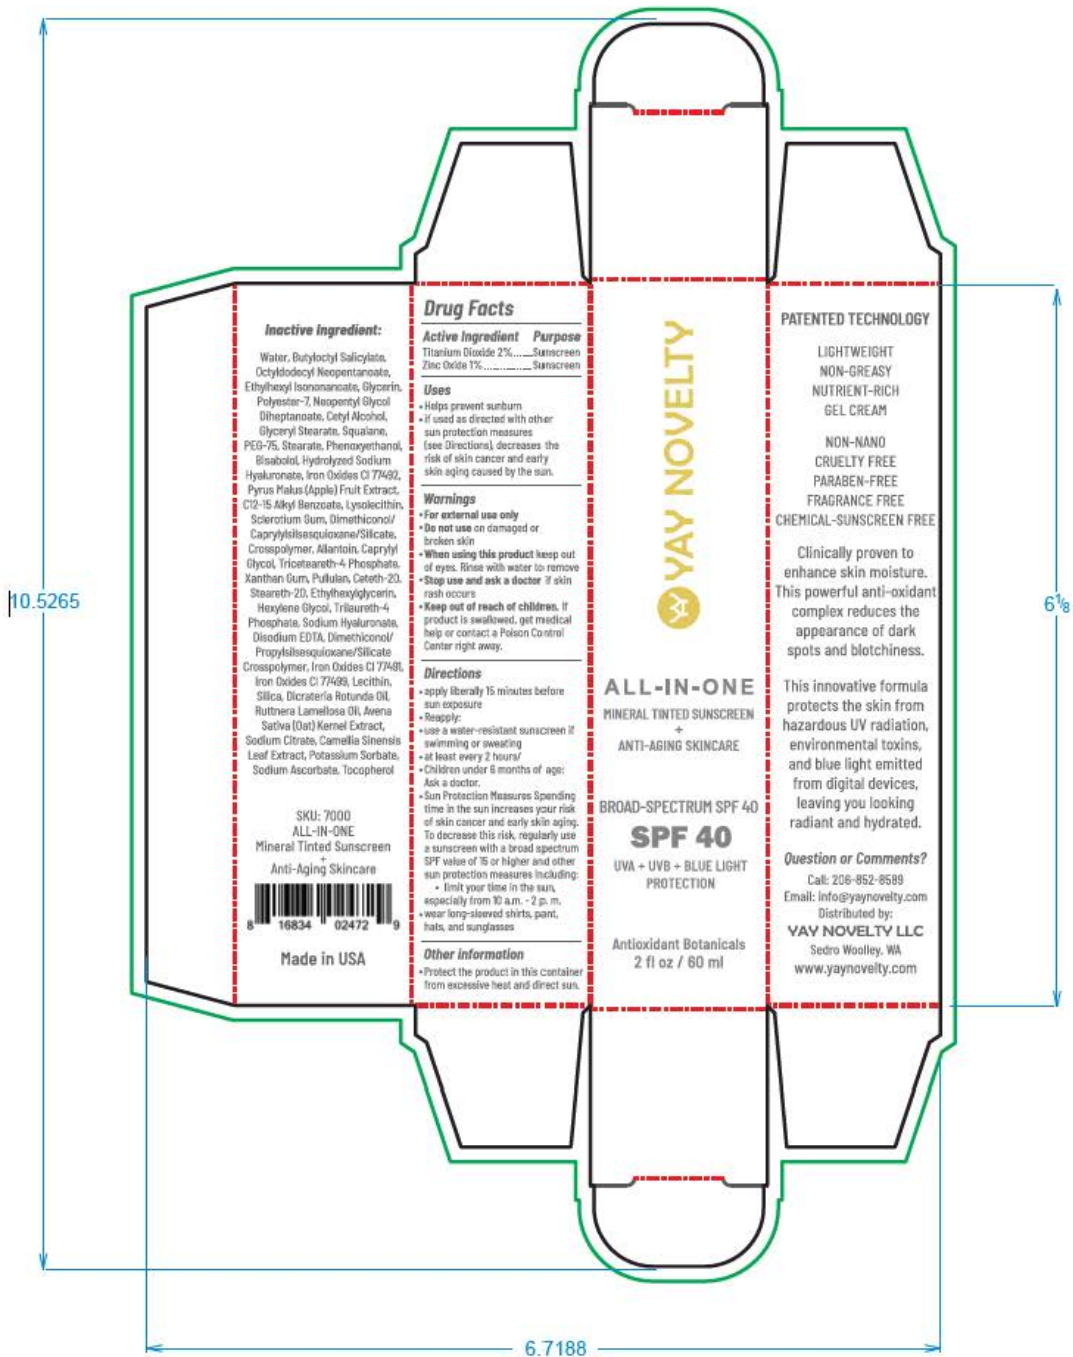 10.5265
Inactive Ingredient:
Water, Butyloctyl Salicylate,
Octyldodecyl Neopentanoate,
Ethylhexyl Isononanoate, Glycerin,
Polyester-7, Neopentyl Glycol
Diheptanoate, Cetyl Alcohol,
Glyceryl Stearate, Squalane,
PEG-75, Stearate, Phenoxyethanol,
Bisabolol, Hydrolyzed Sodium
Hyaluronate, Iron Oxides CI 77492,
Pyrus Malus (Apple) Fruit Extract,
C12-15 Alkyl Benzoate, Lysolecithin,
Sclerotium Gum, Dimethiconol/
Caprylylsilsesquioxane/Silicate,
Crosspolymer, Allantoin, Caprylyl
Glycol, Triceteareth-4 Phosphate,
Xanthan Gum, Pullulan, Ceteth-20,
Steareth-20, Ethylhexylglycerin,
Hexylene Glycol, Trilaureth-4
Phosphate, Sodium Hyaluronate,
Disodium EDTA, Dimethiconol/
Propylsilsesquioxane/Silicate
Crosspolymer, Iron Oxides CI 77491,
Iron Oxides CI 77499, Lecithin,
Silica, Dicrateria Rotunda Oil,
Ruttnera Lamellosa Oil, Avena
Sativa (Oat) Kernel Extract,
Sodium Citrate, Camellia Sinensis
Leaf Extract, Potassium Sorbate,
Sodium Ascorbate, Tocopherol
SKU: 7000
ALL-IN-ONE
Mineral Tinted Sunscreen
+
Anti-Aging Skincare
8 16834 02472 9
Made in USA
Drug Facts
Active Ingredient Purpose
Titanium Dioxide 2%......Sunscreen
Zinc Oxide 1%..............Sunscreen
Uses
• Helps prevent sunburn
• if used as directed with other
sun protection measures
(see Directions), decreases the
risk of skin cancer and early
skin aging caused by the sun.
Warnings
• For external use only
• Do not use on damaged or
broken skin
• When using this product keep out
of eyes. Rinse with water to remove
• Stop use and ask a doctor if skin
rash occurs
• Keep out of reach of children. If
product is swallowed, get medical
help or contact a Poison Control
Center right away.
Directions
• apply liberally 15 minutes before
sun exposure
• Reapply:
• use a water-resistant sunscreen if
swimming or sweating
• at least every 2 hours/
• Children under 6 months of age:
Ask a doctor.
• Sun Protection Measures Spending
time in the sun increases your risk
of skin cancer and early skin aging.
To decrease this risk, regularly use
a sunscreen with a broad spectrum
SPF value of 15 or higher and other
sun protection measures including:
• limit your time in the sun,
especially from 10 a.m. - 2 p. m.
• wear long-sleeved shirts, pant,
hats, and sunglasses
Other information
• Protect the product in this container
from excessive heat and direct sun.
YAY YAY NOVELTY
ALL-IN-ONE
MINERAL TINTED SUNSCREEN
+
ANTI-AGING SKINCARE
BROAD-SPECTRUM SPF 40
SPF 40
UVA + UVB + BLUE LIGHT
PROTECTION
Antioxidant Botanicals
2 fl oz / 60 ml
PATENTED TECHNOLOGY
LIGHTWEIGHT
NON-GREASY
NUTRIENT-RICH
GEL CREAM
NON-NANO
CRUELTY FREE
PARABEN-FREE
FRAGRANCE FREE
CHEMICAL-SUNSCREEN FREE
Clinically proven to
enhance skin moisture.
This powerful anti-oxidant
complex reduces the
appearance of dark
spots and blotchiness.
This innovative formula
protects the skin from
hazardous UV radiation,
environmental toxins,
and blue light emitted
from digital devices,
leaving you looking
radiant and hydrated.
Question or Comments?
Call: 206-852-8589
Email: info@yaynovelty.com
Distributed by:
YAY NOVELTY LLC
Sedro Woolley, WA
www.yaynovelty.com
6⅛
6.7188